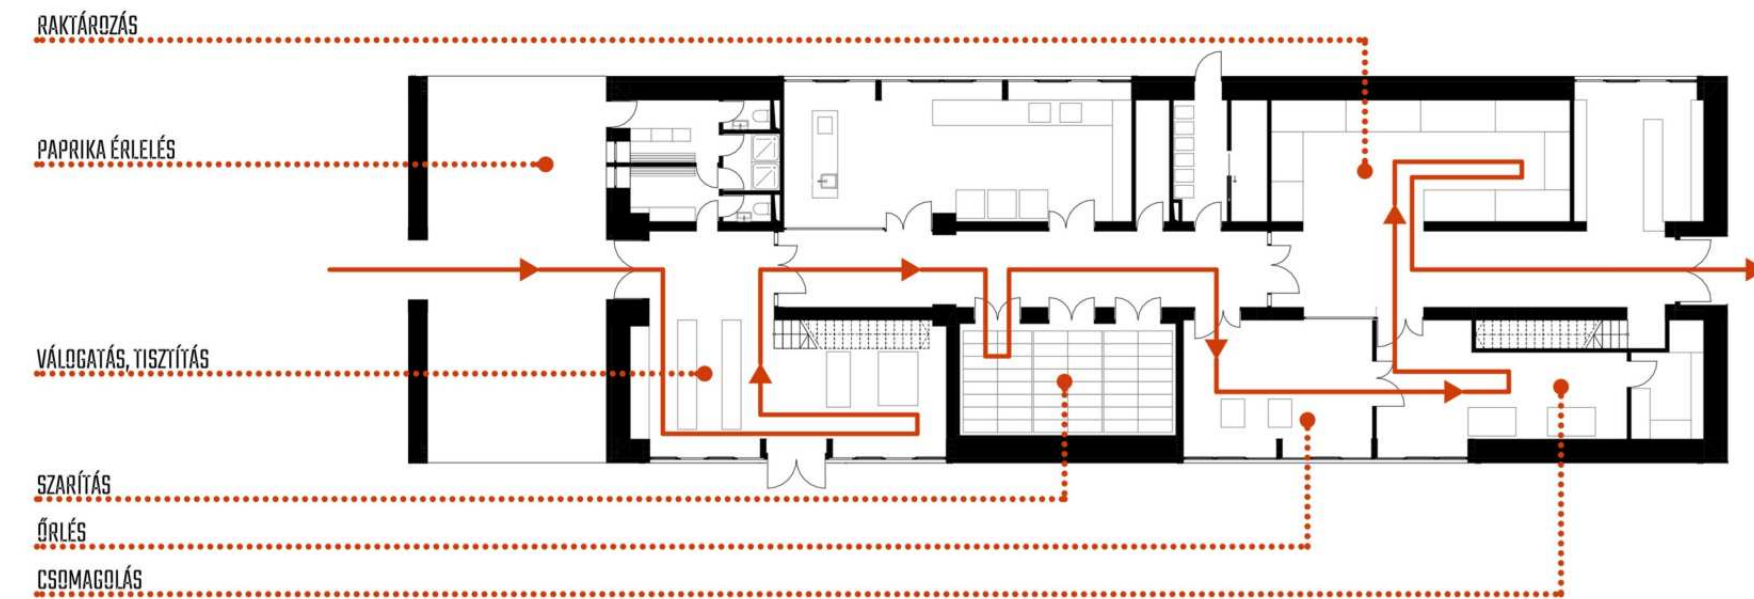 RAKTÁROZÁS
PAPRIKA ÉRLELÉS
VÁLOGATÁS, TISZTÍTÁS
SZARÍTÁS
ŐRLÉS
CSOMAGOLÁS